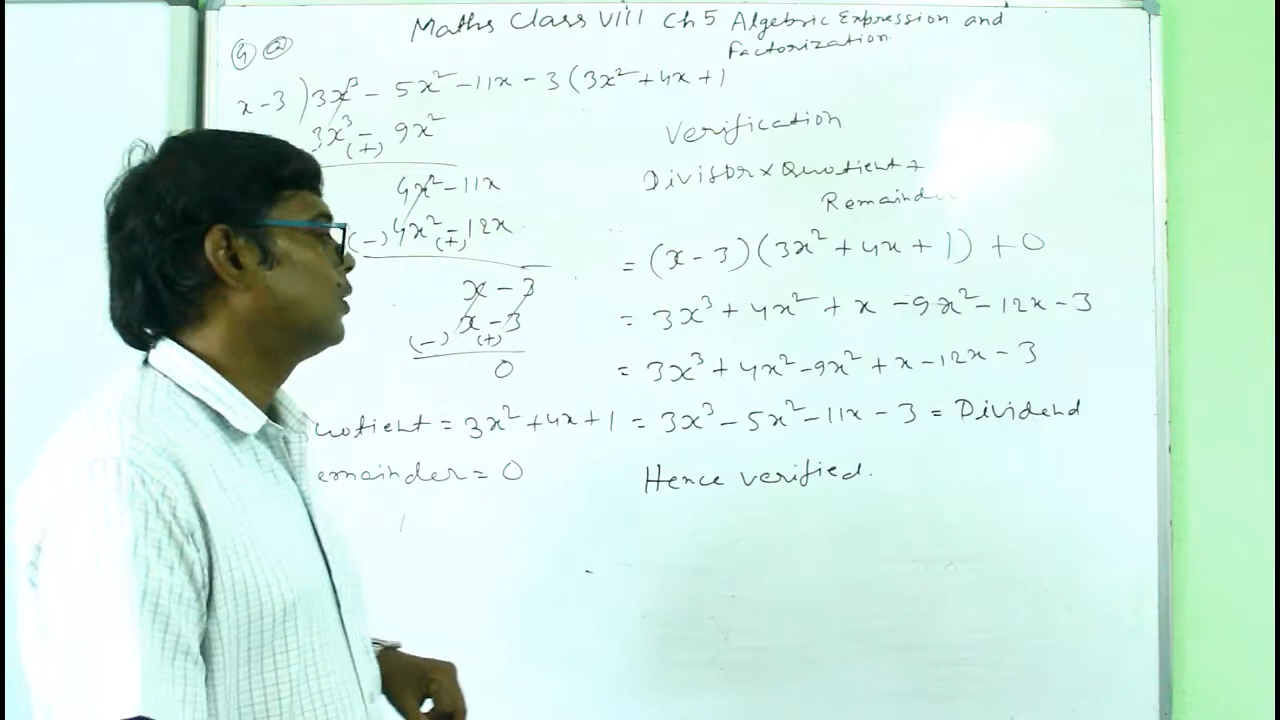 Maths Class VIII Ch 5 Algebric Expression and
Factorization
4 a
x-3 ) 3x³ - 5x² - 11x - 3 ( 3x² + 4x + 1
3x³ - 9x²
(+)
4x² - 11x
(-) 4x² - 12x
(+)
x - 3
x - 3
(-) (+)
0
uotient = 3x² + 4x + 1
emainder = 0
Verification
Divisor x Quotient +
Remainde
= (x - 3) (3x² + 4x + 1) + 0
= 3x³ + 4x² + x - 9x² - 12x - 3
= 3x³ + 4x² - 9x² + x - 12x - 3
= 3x³ - 5x² - 11x - 3 = Dividend
Hence verified.